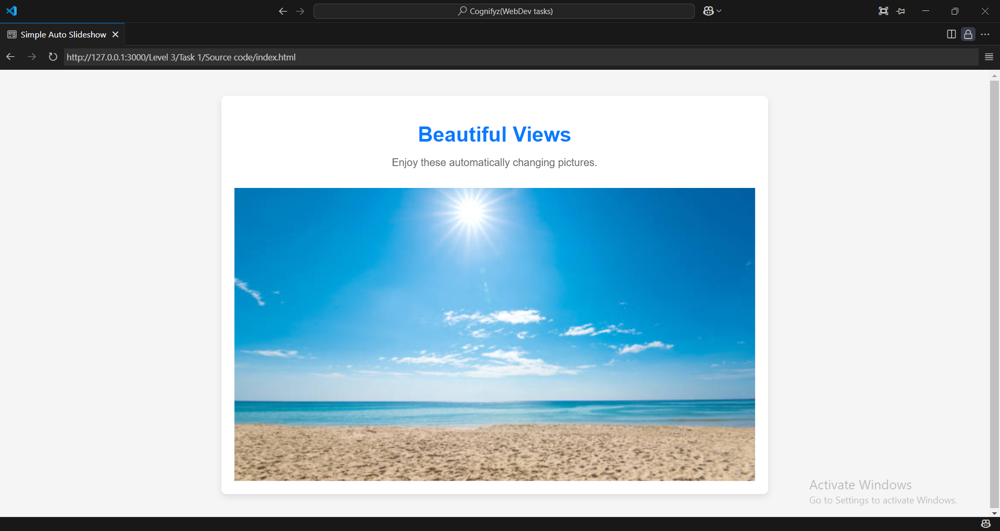 Cognifyz(WebDev tasks)
Simple Auto Slideshow
http://127.0.0.1:3000/Level 3/Task 1/Source code/index.html
Beautiful Views
Enjoy these automatically changing pictures.
Activate Windows
Go to Settings to activate Windows.